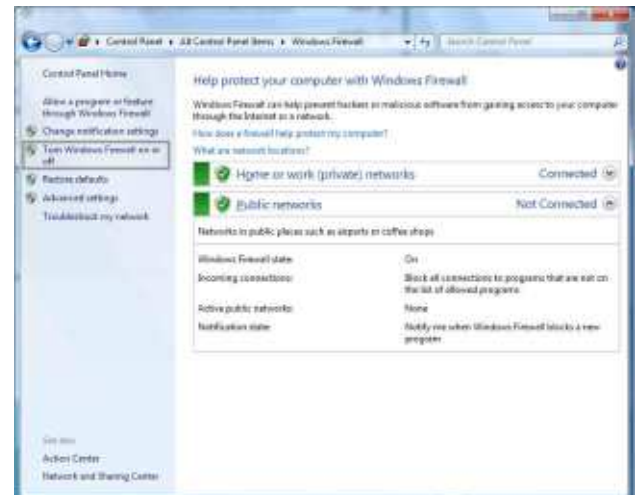 Control Panel ▸ All Control Panel Items ▸ Windows Firewall
Search Control Panel
Control Panel Home
Allow a program or feature
through Windows Firewall
Change notification settings
Turn Windows Firewall on or
off
Restore defaults
Advanced settings
Troubleshoot my network
Help protect your computer with Windows Firewall
Windows Firewall can help prevent hackers or malicious software from gaining access to your computer
through the Internet or a network.
How does a firewall help protect my computer?
What are network locations?
Home or work (private) networks
Connected
Public networks
Not Connected
Networks in public places such as airports or coffee shops
Windows Firewall state:
On
Incoming connections:
Block all connections to programs that are not on
the list of allowed programs
Active public networks:
None
Notification state:
Notify me when Windows Firewall blocks a new
program
See also
Action Center
Network and Sharing Center